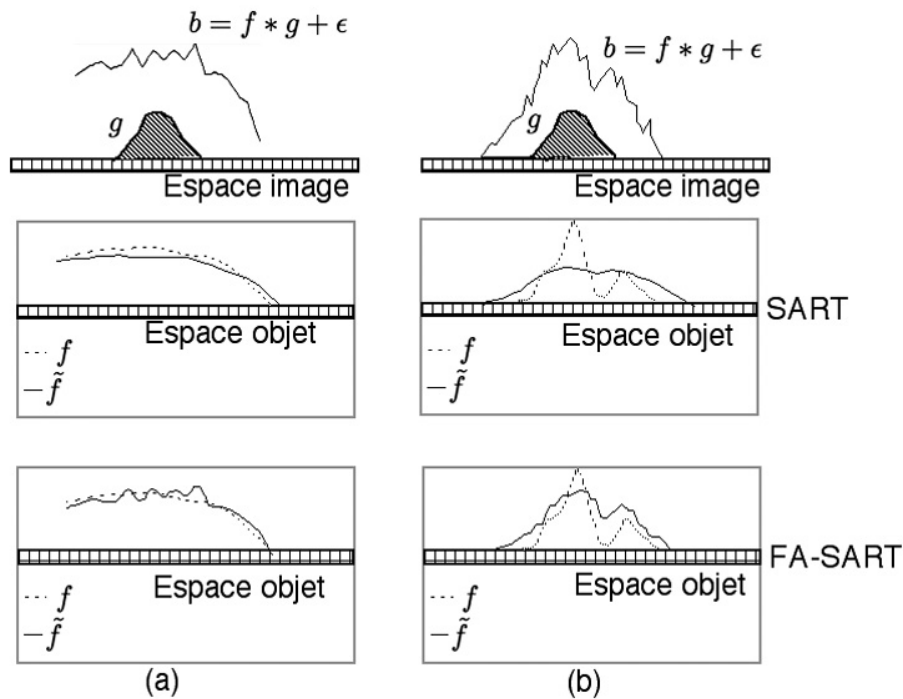 b = f ∗ g + ϵ
g
Espace image
b = f ∗ g + ϵ
g
Espace image
Espace objet
--- f
– f̃
Espace objet
--- f
– f̃
SART
Espace objet
--- f
– f̃
Espace objet
--- f
– f̃
FA-SART
(a)
(b)